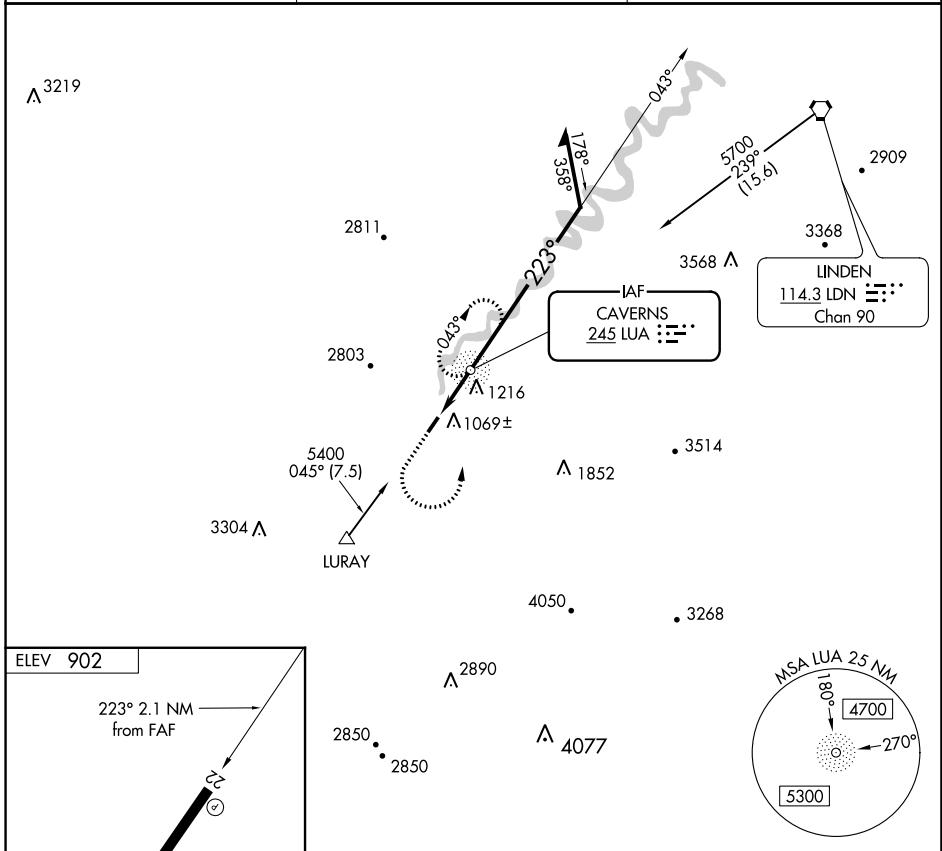 3219
043°
178°
358°
5700
239°
(15.6)
2909
2811
3568
3368
223°
LINDEN
114.3 LDN
Chan 90
IAF
CAVERNS
245 LUA
043°
2803
1216
1069±
5400
045° (7.5)
3514
1852
3304
LURAY
4050
3268
ELEV 902
2890
223° 2.1 NM
from FAF
MSA LUA 25 NM
180°
4700
270°
2850
2850
4077
22
P
5300